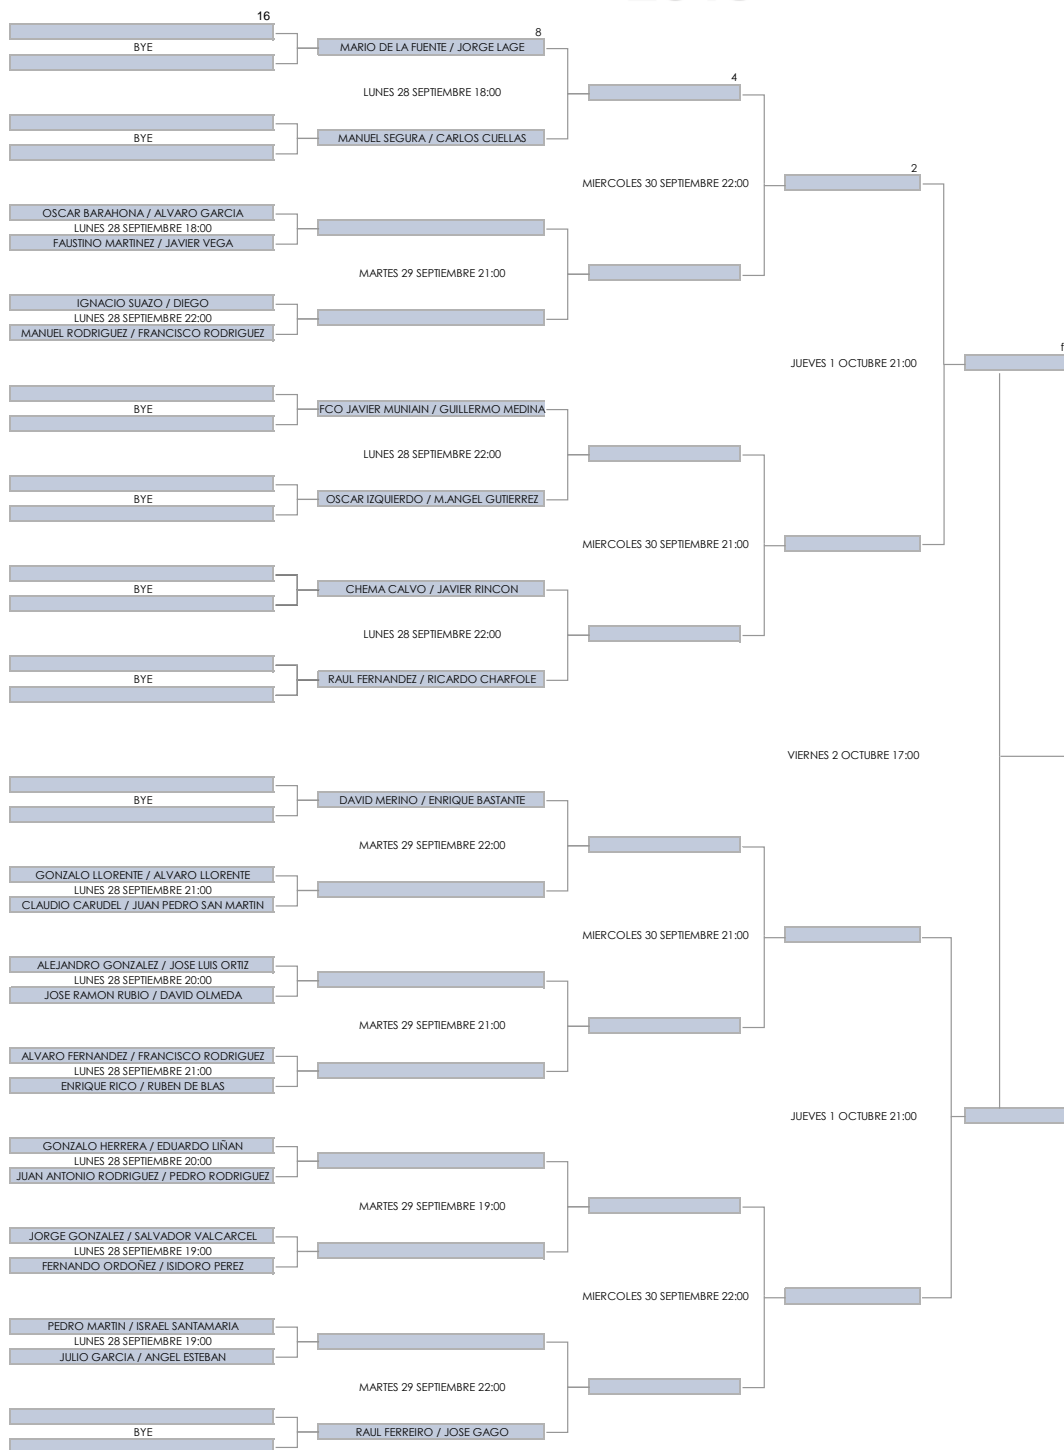 16
8
BYE
MARIO DE LA FUENTE / JORGE LAGE
4
LUNES 28 SEPTIEMBRE 18:00
BYE
MANUEL SEGURA / CARLOS CUELLAS
2
MIERCOLES 30 SEPTIEMBRE 22:00
OSCAR BARAHONA / ALVARO GARCIA
LUNES 28 SEPTIEMBRE 18:00
FAUSTINO MARTINEZ / JAVIER VEGA
MARTES 29 SEPTIEMBRE 21:00
IGNACIO SUAZO / DIEGO
LUNES 28 SEPTIEMBRE 22:00
MANUEL RODRIGUEZ / FRANCISCO RODRIGUEZ
f
JUEVES 1 OCTUBRE 21:00
BYE
FCO JAVIER MUNIAIN / GUILLERMO MEDINA
LUNES 28 SEPTIEMBRE 22:00
BYE
OSCAR IZQUIERDO / M.ANGEL GUTIERREZ
MIERCOLES 30 SEPTIEMBRE 21:00
BYE
CHEMA CALVO / JAVIER RINCON
LUNES 28 SEPTIEMBRE 22:00
BYE
RAUL FERNANDEZ / RICARDO CHARFOLE
VIERNES 2 OCTUBRE 17:00
BYE
DAVID MERINO / ENRIQUE BASTANTE
MARTES 29 SEPTIEMBRE 22:00
GONZALO LLORENTE / ALVARO LLORENTE
LUNES 28 SEPTIEMBRE 21:00
CLAUDIO CARUDEL / JUAN PEDRO SAN MARTIN
MIERCOLES 30 SEPTIEMBRE 21:00
ALEJANDRO GONZALEZ / JOSE LUIS ORTIZ
LUNES 28 SEPTIEMBRE 20:00
JOSE RAMON RUBIO / DAVID OLMEDA
MARTES 29 SEPTIEMBRE 21:00
ALVARO FERNANDEZ / FRANCISCO RODRIGUEZ
LUNES 28 SEPTIEMBRE 21:00
ENRIQUE RICO / RUBEN DE BLAS
JUEVES 1 OCTUBRE 21:00
GONZALO HERRERA / EDUARDO LIÑAN
LUNES 28 SEPTIEMBRE 20:00
JUAN ANTONIO RODRIGUEZ / PEDRO RODRIGUEZ
MARTES 29 SEPTIEMBRE 19:00
JORGE GONZALEZ / SALVADOR VALCARCEL
LUNES 28 SEPTIEMBRE 19:00
FERNANDO ORDOÑEZ / ISIDORO PEREZ
MIERCOLES 30 SEPTIEMBRE 22:00
PEDRO MARTIN / ISRAEL SANTAMARIA
LUNES 28 SEPTIEMBRE 19:00
JULIO GARCIA / ANGEL ESTEBAN
MARTES 29 SEPTIEMBRE 22:00
BYE
RAUL FERREIRO / JOSE GAGO